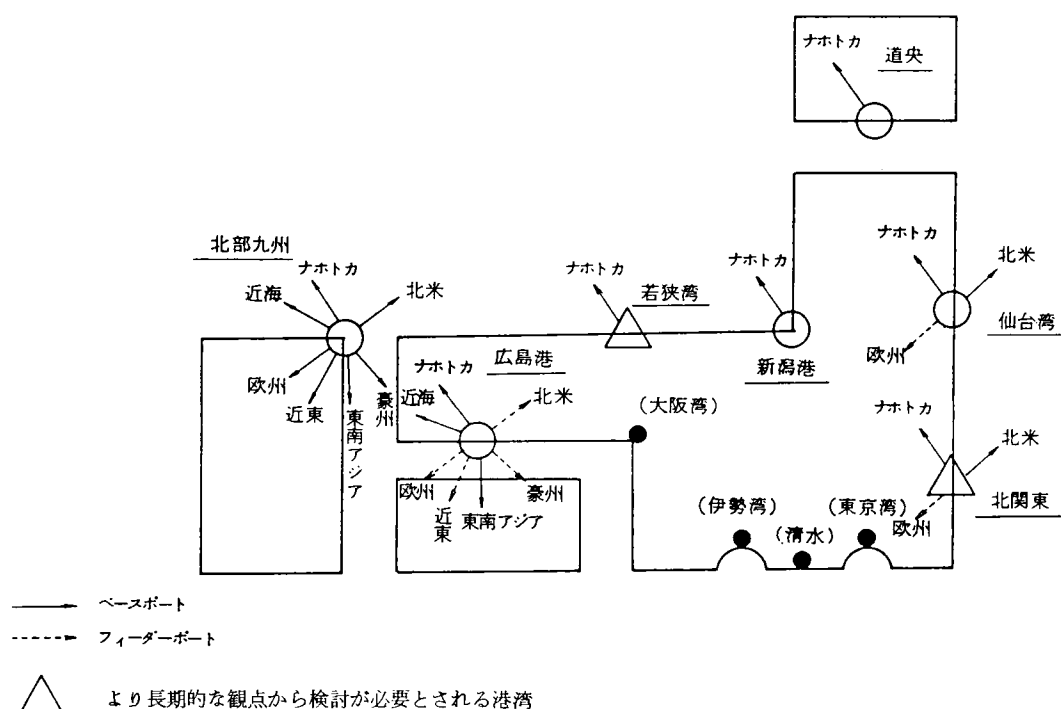 ナホトカ
道央
ナホトカ
北米
仙台湾
欧州
北部九州
ナホトカ
近海
北米
欧州
近東
東南アジア
豪州
ナホトカ
若狭湾
ナホトカ
新潟港
広島港
ナホトカ
近海
北米
欧州
近東
東南アジア
豪州
(大阪湾)
ナホトカ
北米
北関東
欧州
(伊勢湾)
(清水)
(東京湾)
ベースポート
フィーダーポート
より長期的な観点から検討が必要とされる港湾